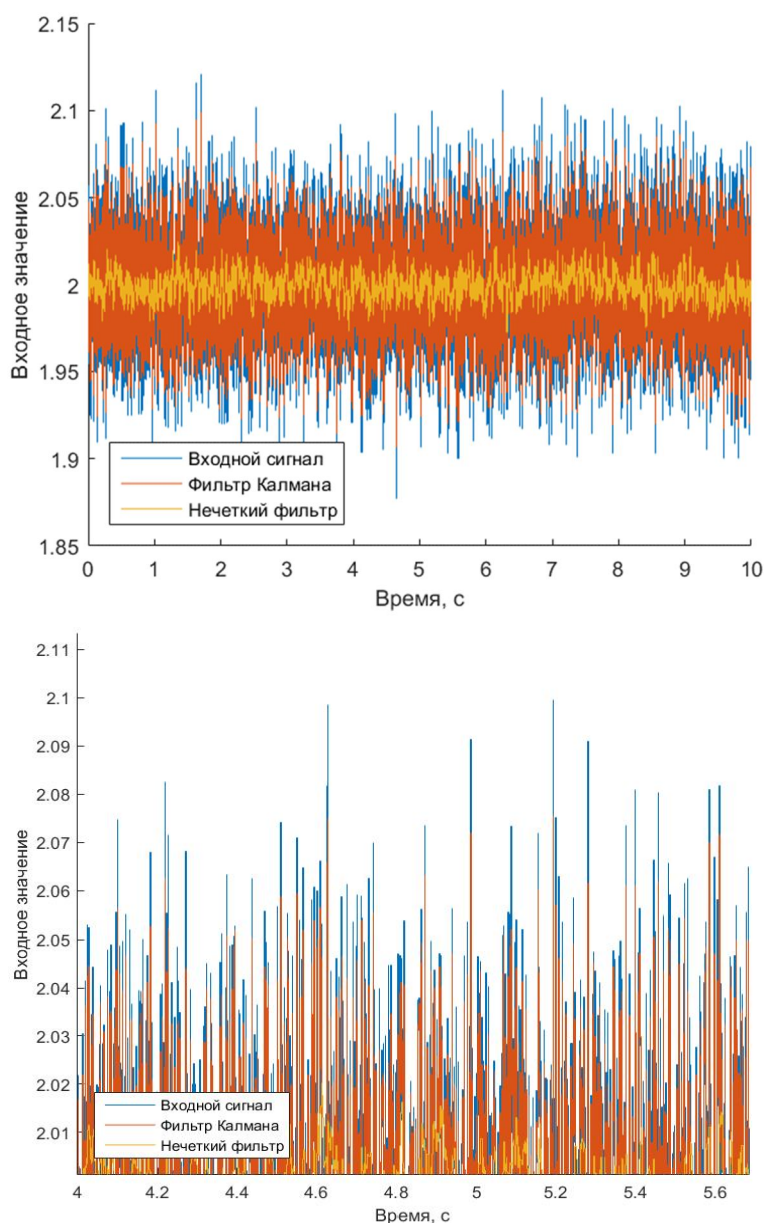 2.15
2.1
2.05
2
1.95
1.9
1.85
Входное значение
Входной сигнал
Фильтр Калмана
Нечеткий фильтр
0 1 2 3 4 5 6 7 8 9 10
Время, с
2.11
2.1
2.09
2.08
2.07
2.06
2.05
2.04
2.03
2.02
2.01
Входное значение
Входной сигнал
Фильтр Калмана
Нечеткий фильтр
4 4.2 4.4 4.6 4.8 5 5.2 5.4 5.6
Время, с